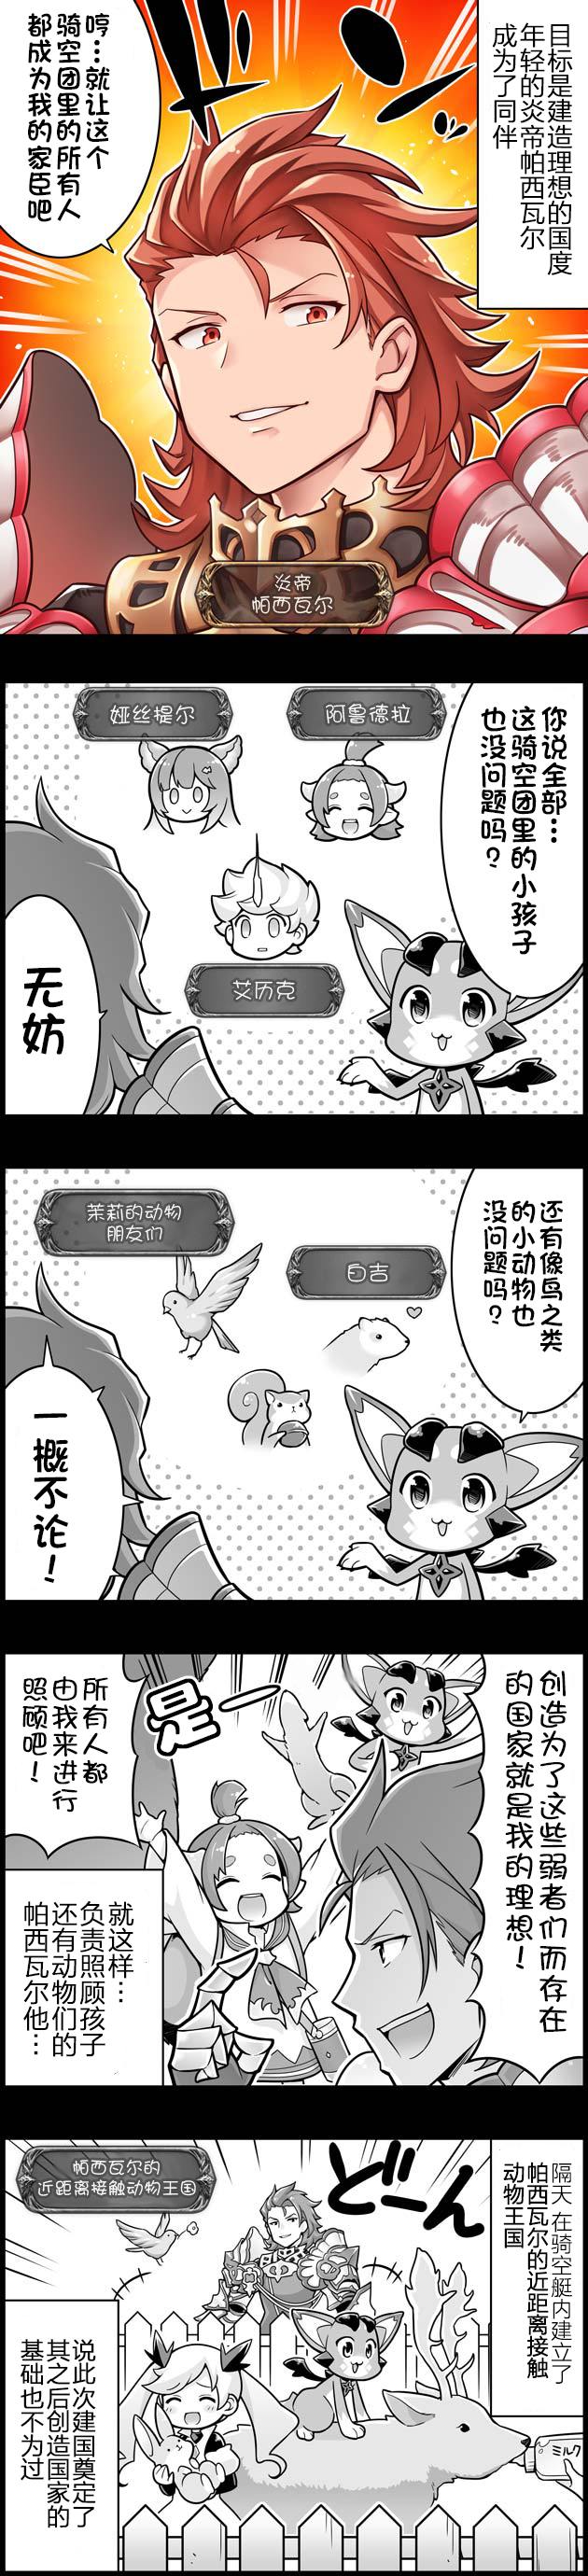 目标是建造理想的国度
年轻的炎帝帕西瓦尔
成为了同伴
哼…就让这个
骑空团里的所有人
都成为我的家臣吧
炎帝
帕西瓦尔
你说全部…
这骑空团里的小孩子
也没问题吗？
阿鲁德拉
娅丝提尔
艾历克
无妨
还有像鸟之类
的小动物也
没问题吗？
茉莉的动物
朋友们
白吉
一概不论！
创造为了这些弱者们而存在
的国家就是我的理想！
是一
所有人都
由我来进行
照顾吧！
就这样…
负责照顾孩子
还有动物们的
帕西瓦尔他…
隔天 在骑空艇内建立了
帕西瓦尔的近距离接触
动物王国
どーん
帕西瓦尔的
近距离接触动物王国
ミルク
说此次建国奠定了
其之后创造国家的
基础也不为过